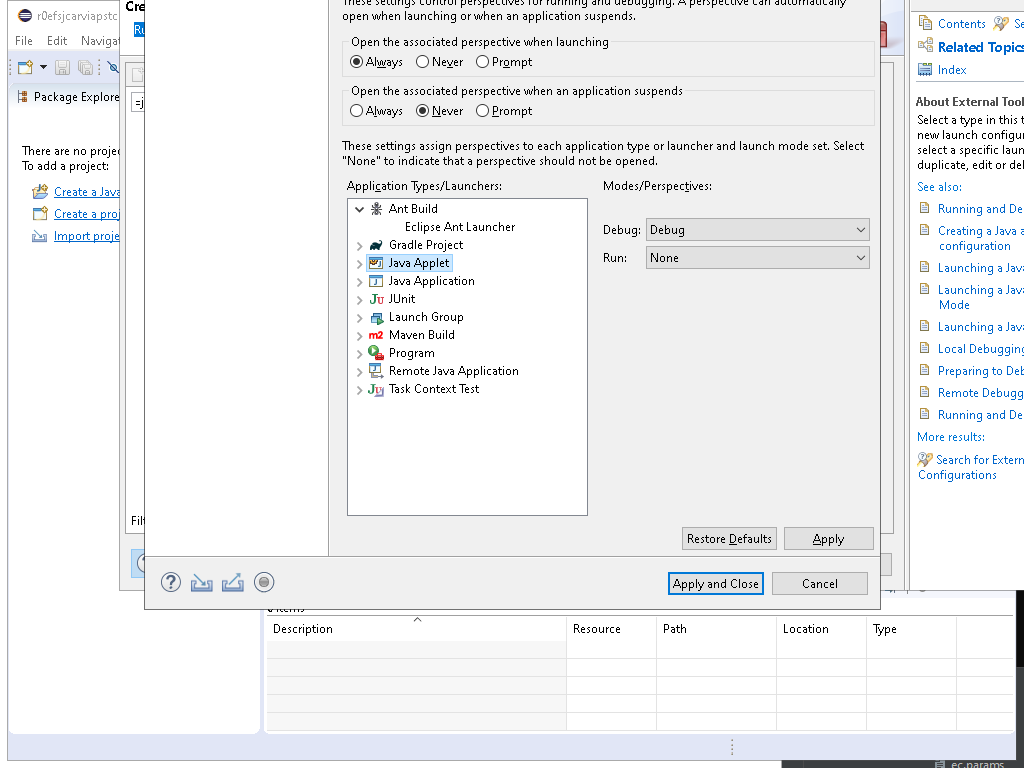 r0efsjcarviapstc
File Edit Navigat
Package Explore
There are no proje
To add a project:
Create a Java
Create a proj
Import proje
Cre
Ru
=j
Filt
These settings control perspectives for running and debugging. A perspective can automatically
open when launching or when an application suspends.
Open the associated perspective when launching
Always Never Prompt
Open the associated perspective when an application suspends
Always Never Prompt
These settings assign perspectives to each application type or launcher and launch mode set. Select
"None" to indicate that a perspective should not be opened.
Application Types/Launchers:
Modes/Perspectives:
Ant Build
Eclipse Ant Launcher
Gradle Project
Java Applet
Java Application
JUnit
Launch Group
Maven Build
Program
Remote Java Application
Task Context Test
Debug: Debug
Run: None
Restore Defaults Apply
Apply and Close Cancel
Contents Se
Related Topics
Index
About External Tool
Select a type in this t
new launch configur
select a specific laun
duplicate, edit or del
See also:
Running and De
Creating a Java a
configuration
Launching a Java
Launching a Java
Mode
Launching a Java
Local Debugging
Preparing to Deb
Remote Debugg
Running and De
More results:
Search for Extern
Configurations
0 items
Description Resource Path Location Type
ec.params